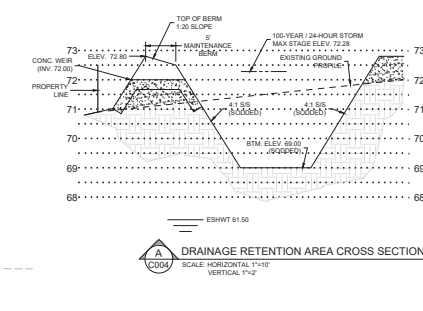 TOP OF BERM
1:20 SLOPE
5'
MAINTENANCE
BERM
ELEV. 72.80
CONC. WEIR
(INV. 72.00)
PROPERTY
LINE
100-YEAR / 24-HOUR STORM
MAX STAGE ELEV. 72.28
EXISTING GROUND
PROFILE
73
72
71
70
69
68
73
72
71
70
69
68
4:1 S/S
(SODDED)
4:1 S/S
(SODDED)
BTM. ELEV. 69.00
(SODDED)
ESHWT 61.50
A
C004
DRAINAGE RETENTION AREA CROSS SECTION
SCALE: HORIZONTAL 1"=10'
VERTICAL 1"=2'